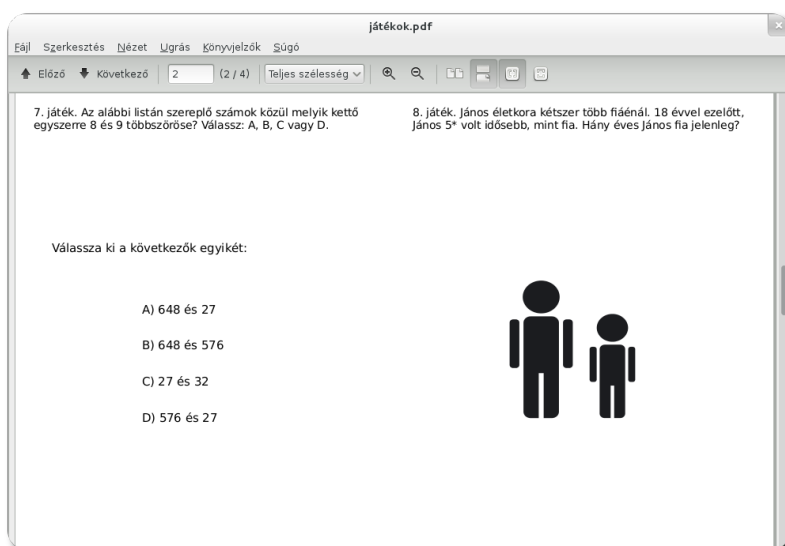 játékok.pdf
Fájl Szerkesztés Nézet Ugrás Könyvjelzők Súgó
Előző Következő 2 (2 / 4) Teljes szélesség
7. játék. Az alábbi listán szereplő számok közül melyik kettő
egyszerre 8 és 9 többszöröse? Válassz: A, B, C vagy D.
8. játék. János életkora kétszer több fiáénál. 18 évvel ezelőtt,
János 5* volt idősebb, mint fia. Hány éves János fia jelenleg?
Válassza ki a következők egyikét:
A) 648 és 27
B) 648 és 576
C) 27 és 32
D) 576 és 27